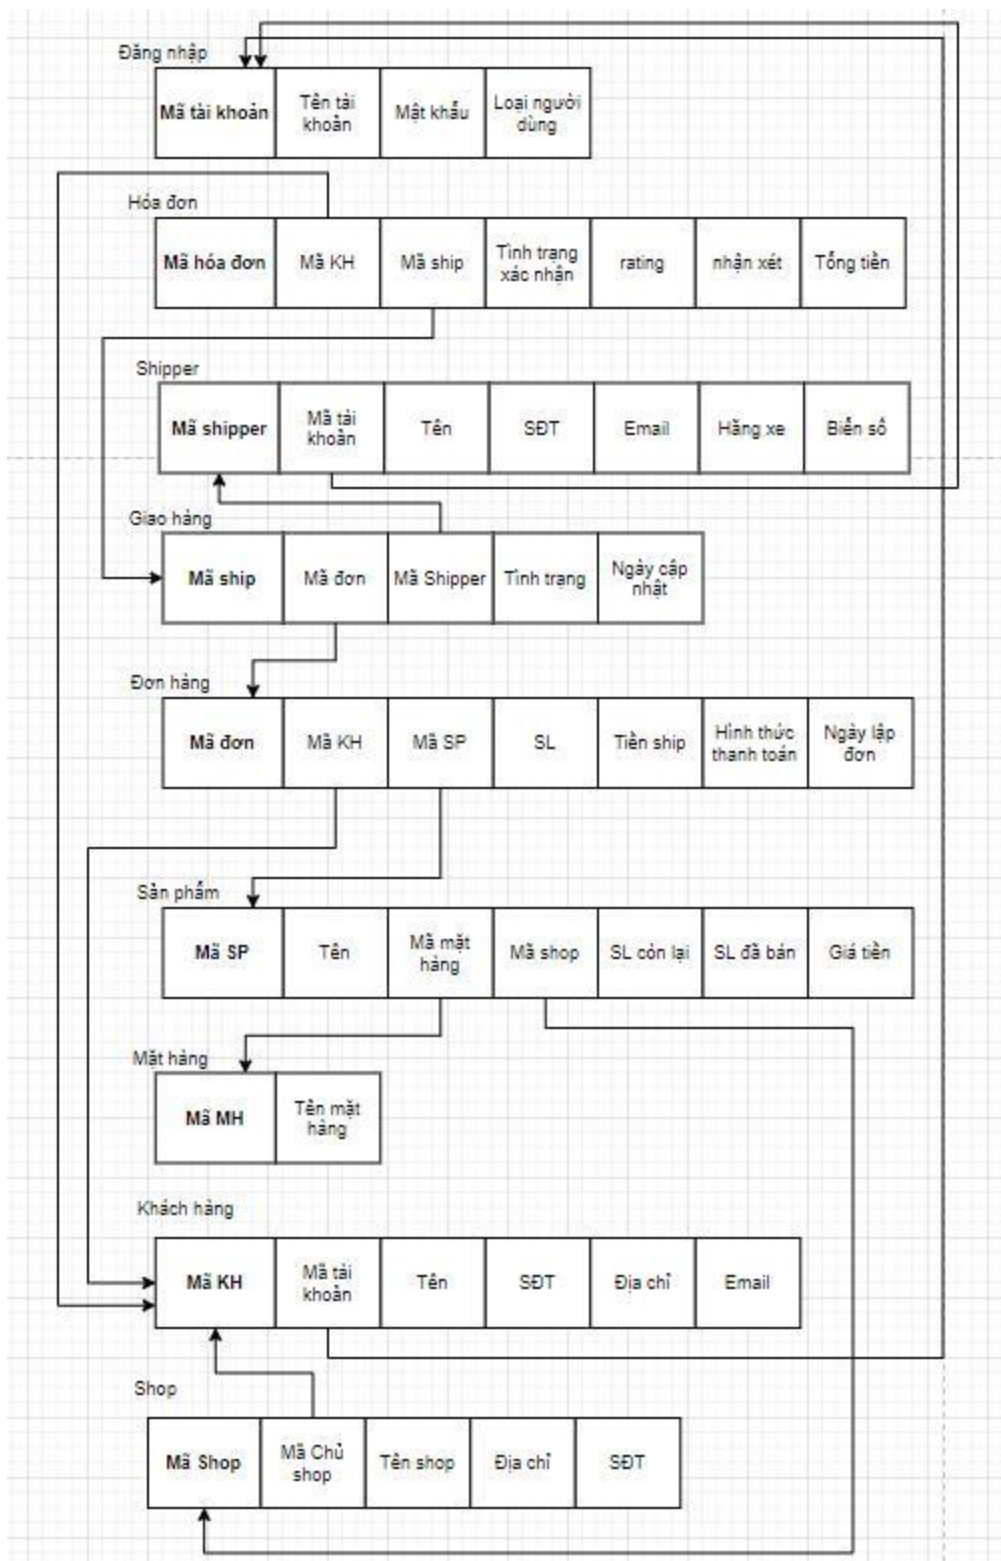 Đăng nhập
Mã tài khoản
Tên tài
khoản
Mật khẩu
Loại người
dùng
Hóa đơn
Mã hóa đơn
Mã KH
Mã ship
Tình trạng
xác nhận
rating
nhận xét
Tổng tiền
Shipper
Mã shipper
Mã tài
khoản
Tên
SĐT
Email
Hãng xe
Biển số
Giao hàng
Mã ship
Mã đơn
Mã Shipper
Tình trạng
Ngày cập
nhật
Đơn hàng
Mã đơn
Mã KH
Mã SP
SL
Tiền ship
Hình thức
thanh toán
Ngày lập
đơn
Sản phẩm
Mã SP
Tên
Mã mặt
hàng
Mã shop
SL còn lại
SL đã bán
Giá tiền
Mặt hàng
Mã MH
Tên mặt
hàng
Khách hàng
Mã KH
Mã tài
khoản
Tên
SĐT
Địa chỉ
Email
Shop
Mã Shop
Mã Chủ
shop
Tên shop
Địa chỉ
SĐT